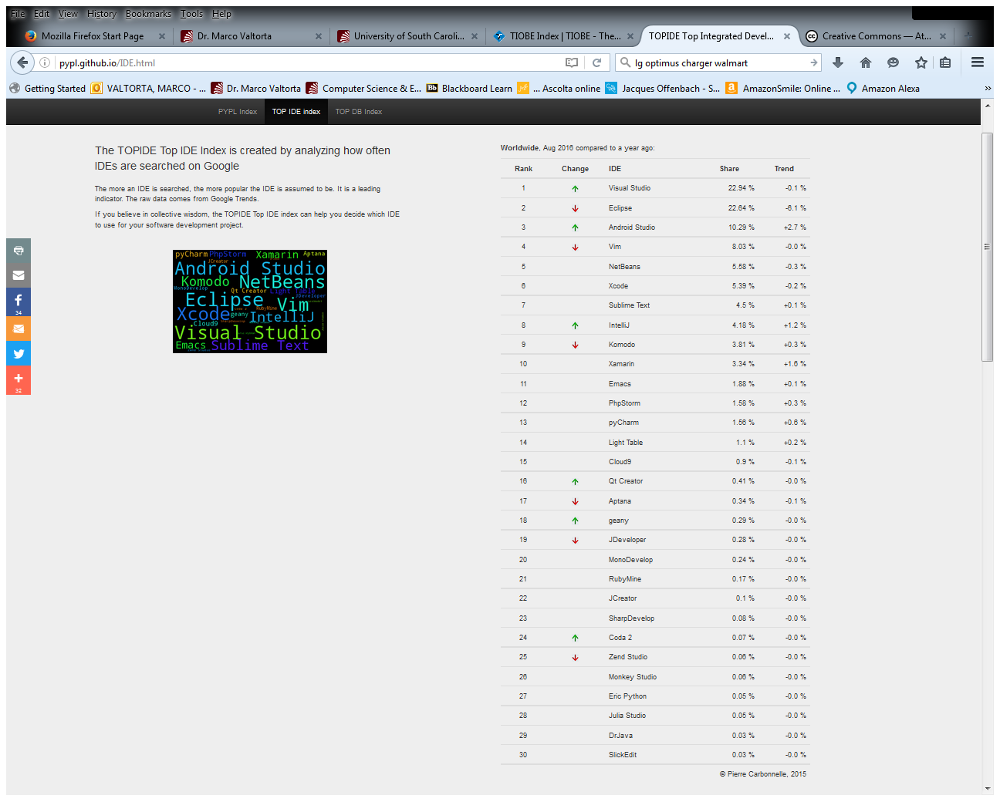 File Edit View History Bookmarks Tools Help
Mozilla Firefox Start Page
Dr. Marco Valtorta
University of South Caroli...
TIOBE Index | TIOBE - The...
TOPIDE Top Integrated Devel...
Creative Commons — At...
pypl.github.io/IDE.html
lg optimus charger walmart
Getting Started
VALTORTA, MARCO - ...
Dr. Marco Valtorta
Computer Science & E...
Blackboard Learn
... Ascolta online
Jacques Offenbach - S...
AmazonSmile: Online ...
Amazon Alexa
PYPL Index TOP IDE index TOP DB Index
The TOPIDE Top IDE Index is created by analyzing how often
IDEs are searched on Google
The more an IDE is searched, the more popular the IDE is assumed to be. It is a leading
indicator. The raw data comes from Google Trends.
If you believe in collective wisdom, the TOPIDE Top IDE index can help you decide which IDE
to use for your software development project.
pyCharm PhpStorm Xamarin Aptana
JCreator
Android Studio
Komodo NetBeans
MonoDevelop Qt Creator Light Table
JDeveloper
Eclipse Vim
Coda 2 RubyMine
Xcode geany IntelliJ
Cloud9
Visual Studio
Emacs Sublime Text
34
32
Worldwide, Aug 2016 compared to a year ago:
Rank Change IDE Share Trend
1 Visual Studio 22.94 % -0.1 %
2 Eclipse 22.64 % -6.1 %
3 Android Studio 10.29 % +2.7 %
4 Vim 8.03 % -0.0 %
5 NetBeans 5.58 % -0.3 %
6 Xcode 5.39 % -0.2 %
7 Sublime Text 4.5 % +0.1 %
8 IntelliJ 4.18 % +1.2 %
9 Komodo 3.81 % +0.3 %
10 Xamarin 3.34 % +1.6 %
11 Emacs 1.88 % +0.1 %
12 PhpStorm 1.58 % +0.3 %
13 pyCharm 1.56 % +0.6 %
14 Light Table 1.1 % +0.2 %
15 Cloud9 0.9 % -0.1 %
16 Qt Creator 0.41 % -0.0 %
17 Aptana 0.34 % -0.1 %
18 geany 0.29 % -0.0 %
19 JDeveloper 0.28 % -0.0 %
20 MonoDevelop 0.24 % -0.0 %
21 RubyMine 0.17 % -0.0 %
22 JCreator 0.1 % -0.0 %
23 SharpDevelop 0.08 % -0.0 %
24 Coda 2 0.07 % -0.0 %
25 Zend Studio 0.06 % -0.0 %
26 Monkey Studio 0.06 % -0.0 %
27 Eric Python 0.05 % -0.0 %
28 Julia Studio 0.05 % -0.0 %
29 DrJava 0.03 % -0.0 %
30 SlickEdit 0.03 % -0.0 %
© Pierre Carbonnelle, 2015